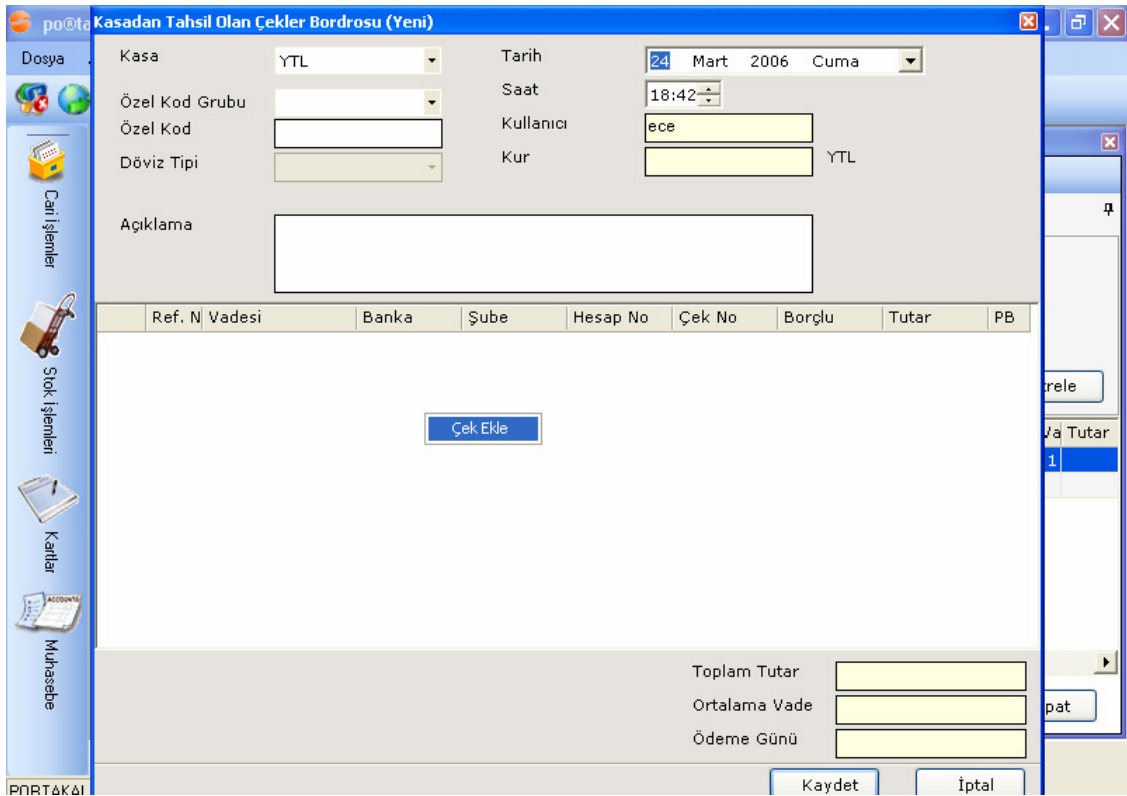 po®ta
Kasadan Tahsil Olan Çekler Bordrosu (Yeni)
Dosya
Kasa
YTL
Tarih
24 Mart 2006 Cuma
Saat
18:42
Özel Kod Grubu
Özel Kod
Kullanıcı
ece
Döviz Tipi
Kur
YTL
Açıklama
Cari İşlemler
Stok İşlemleri
Kartlar
Muhasebe
Ref. N Vadesi Banka Şube Hesap No Çek No Borçlu Tutar PB
Çek Ekle
trele
Va Tutar
1
Toplam Tutar
Ortalama Vade
Ödeme Günü
pat
Kaydet
İptal
PORTAKAL